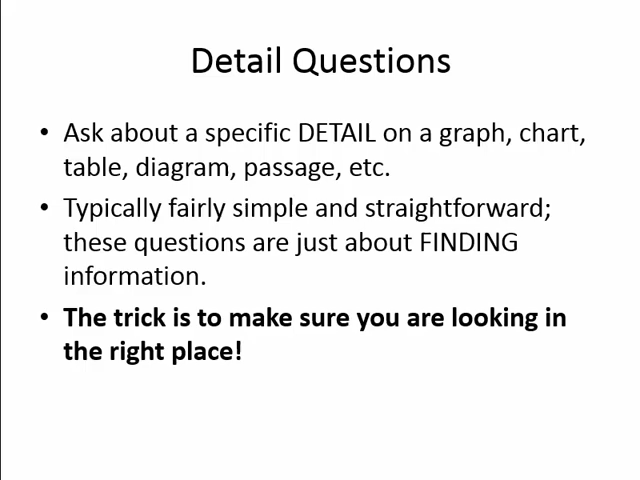 Detail Questions
• Ask about a specific DETAIL on a graph, chart,
table, diagram, passage, etc.
• Typically fairly simple and straightforward;
these questions are just about FINDING
information.
• The trick is to make sure you are looking in
the right place!